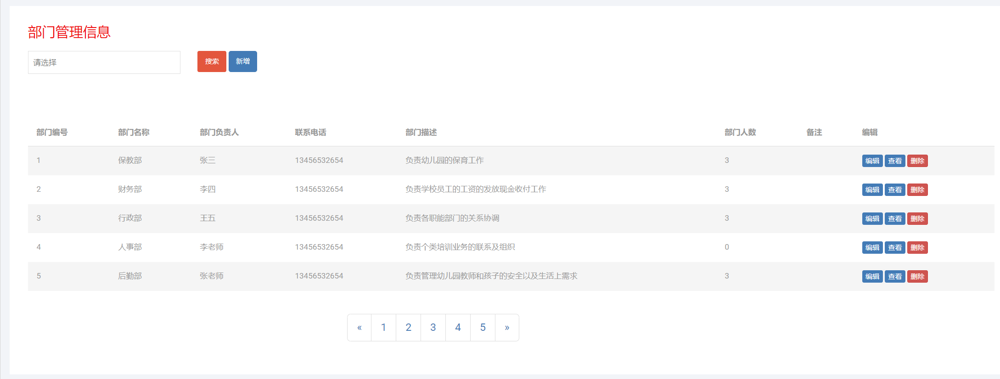 部门管理信息
请选择 搜索 新增
部门编号 部门名称 部门负责人 联系电话 部门描述 部门人数 备注 编辑
1 保教部 张三 13456532654 负责幼儿园的保育工作 3 编辑 查看 删除
2 财务部 李四 13456532654 负责学校员工的工资的发放现金收付工作 3 编辑 查看 删除
3 行政部 王五 13456532654 负责各职能部门的关系协调 3 编辑 查看 删除
4 人事部 李老师 13456532654 负责个类培训业务的联系及组织 0 编辑 查看 删除
5 后勤部 张老师 13456532654 负责管理幼儿园教师和孩子的安全以及生活上需求 3 编辑 查看 删除
« 1 2 3 4 5 »